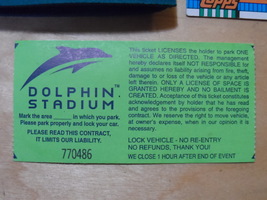 Topps
DOLPHIN
STADIUM
TM
Mark the area ______ in which you park.
Please park properly and lock your car.
PLEASE READ THIS CONTRACT,
IT LIMITS OUR LIABILITY.
770486
This ticket LICENSES the holder to park ONE
VEHICLE AS DIRECTED. The management
hereby declares itself NOT RESPONSIBLE for
and assumes no liability arising from fire, theft,
damage to or loss of the vehicle or any article
left therein. ONLY A LICENSE OF SPACE IS
GRANTED HEREBY AND NO BAILMENT IS
CREATED. Acceptance of this ticket constitutes
acknowledgement by holder that he has read
and agrees to the provisions of the foregoing
contract. We reserve the right to move vehicle,
at owner's expense, when in our opinion it is
necessary.
LOCK VEHICLE - NO RE-ENTRY
NO REFUNDS, THANK YOU!
WE CLOSE 1 HOUR AFTER END OF EVENT